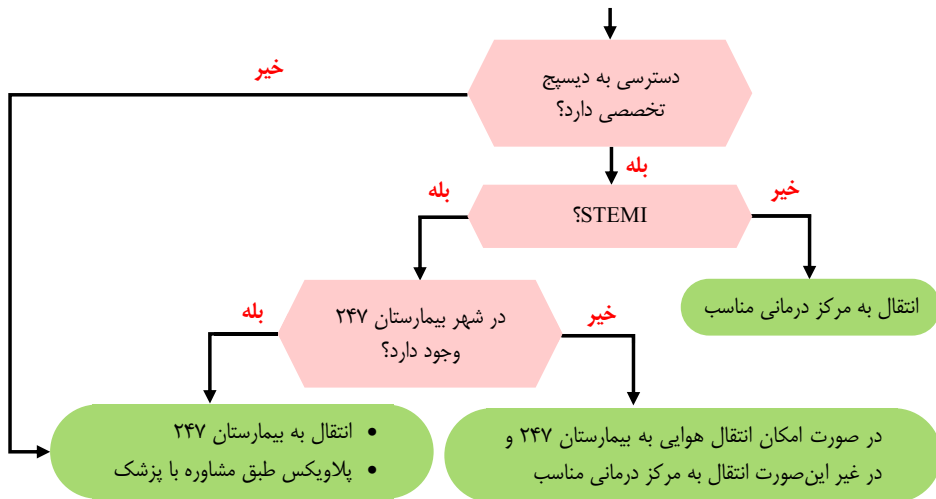 خیر
دسترسی به دیسپچ
تخصصی دارد؟
بله
بله
خیر
STEMI؟
انتقال به مرکز درمانی مناسب
در شهر بیمارستان ۲۴۷
وجود دارد؟
بله
خیر
• انتقال به بیمارستان ۲۴۷
• پلاویکس طبق مشاوره با پزشک
در صورت امکان انتقال هوایی به بیمارستان ۲۴۷ و
در غیر این‌صورت انتقال به مرکز درمانی مناسب